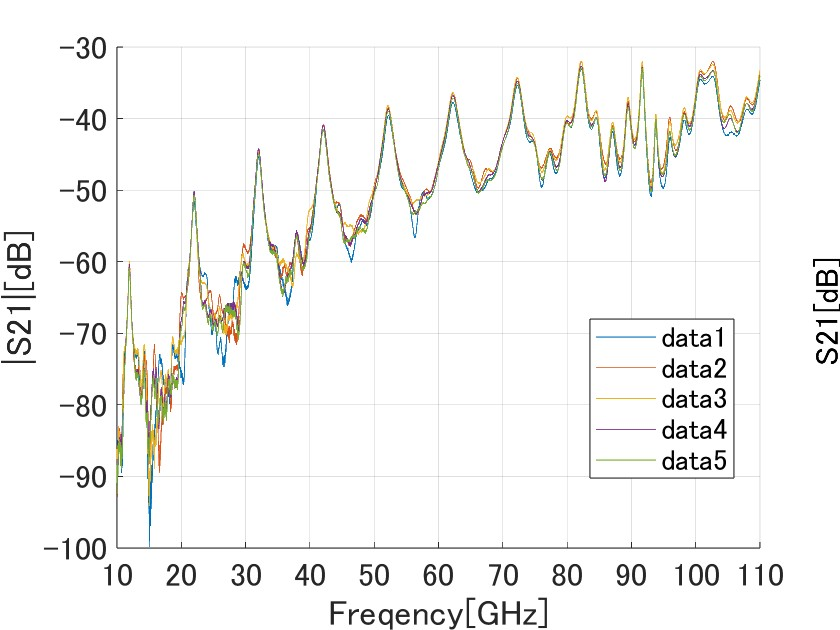 -30
-40
-50
-60
-70
-80
-90
-100
|S21|[dB]
10 20 30 40 50 60 70 80 90 100 110
Freqency[GHz]
data1
data2
data3
data4
data5
S21[dB]